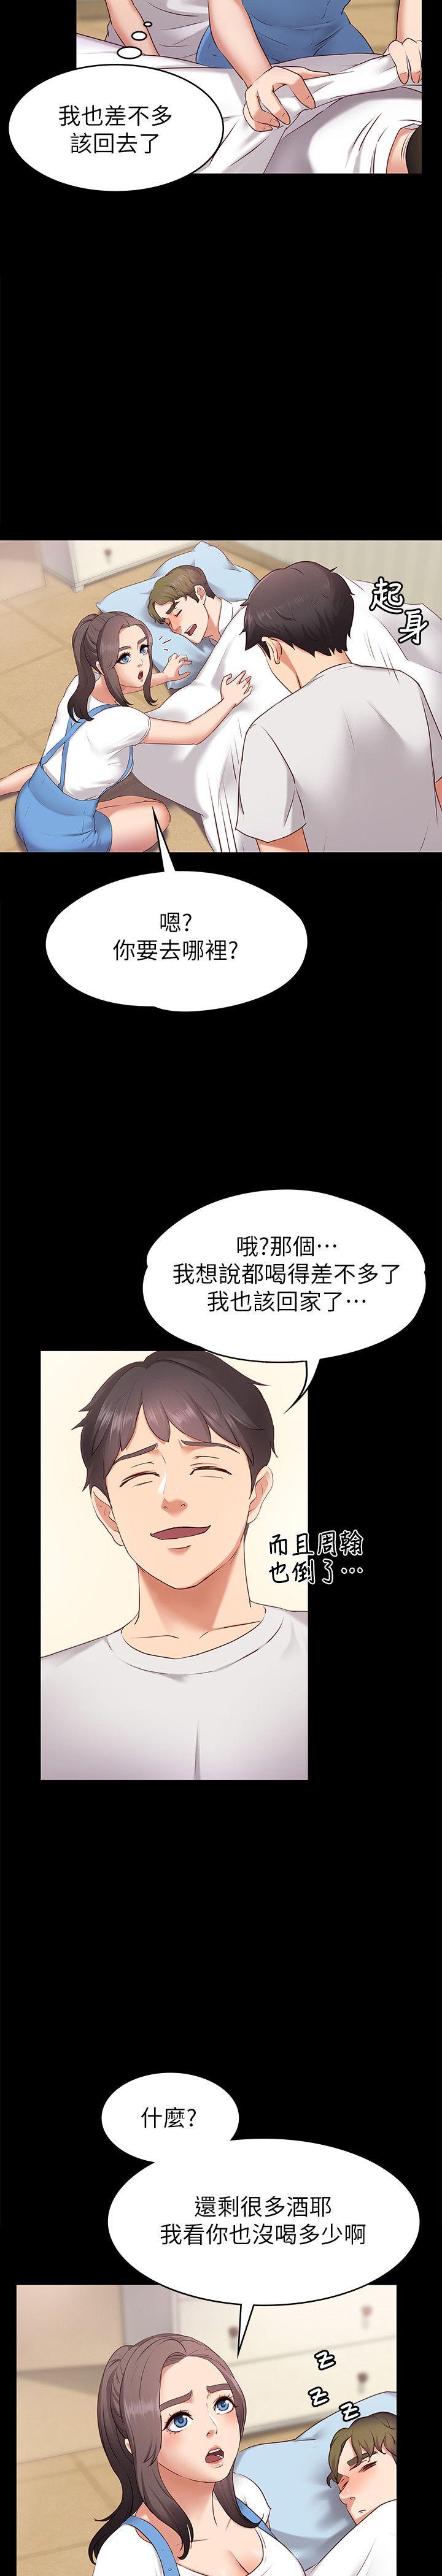 我也差不多
該回去了
起身
嗯?
你要去哪裡?
哦?那個⋯
我想說都喝得差不多了
我也該回家了⋯
而且周翰
也倒了⋯
什麼?
還剩很多酒耶
我看你也沒喝多少啊
z
z
z